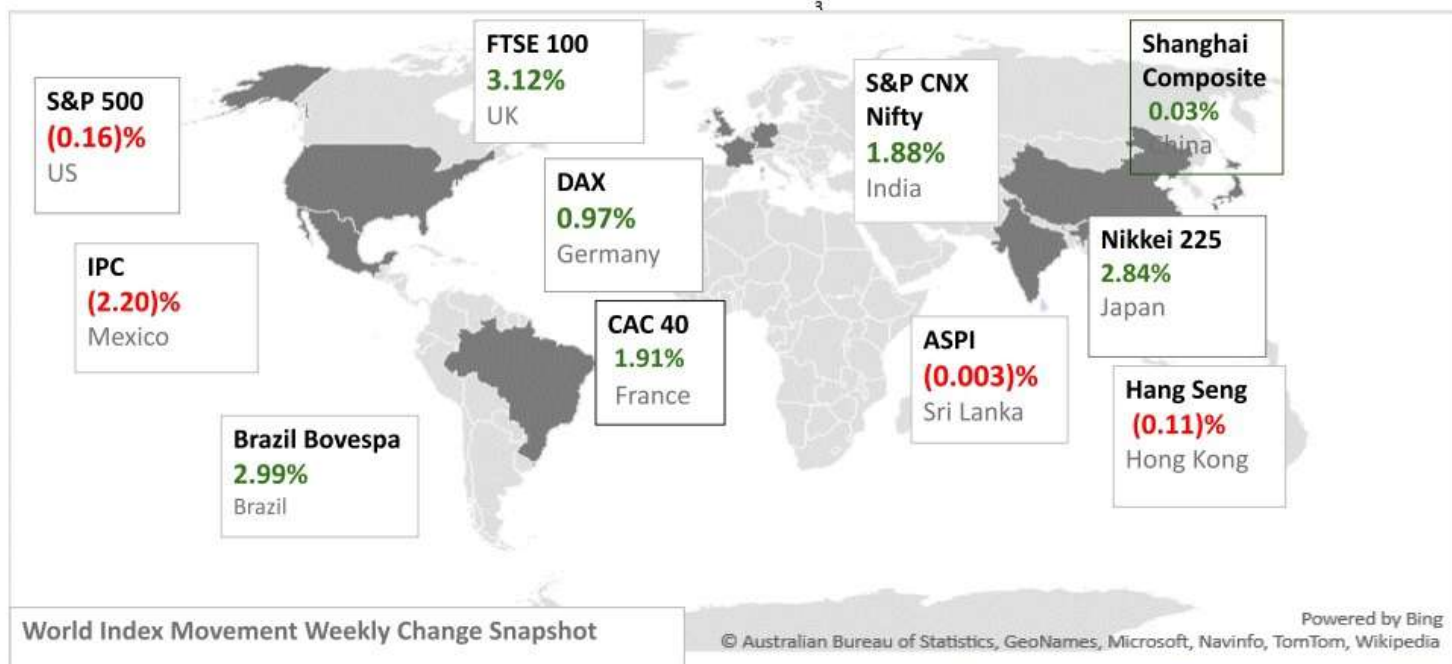 3
S&P 500
(0.16)%
US
FTSE 100
3.12%
UK
S&P CNX
Nifty
1.88%
India
Shanghai
Composite
0.03%
China
DAX
0.97%
Germany
IPC
(2.20)%
Mexico
Nikkei 225
2.84%
Japan
CAC 40
1.91%
France
ASPI
(0.003)%
Sri Lanka
Hang Seng
(0.11)%
Hong Kong
Brazil Bovespa
2.99%
Brazil
World Index Movement Weekly Change Snapshot
Powered by Bing
© Australian Bureau of Statistics, GeoNames, Microsoft, Navinfo, TomTom, Wikipedia